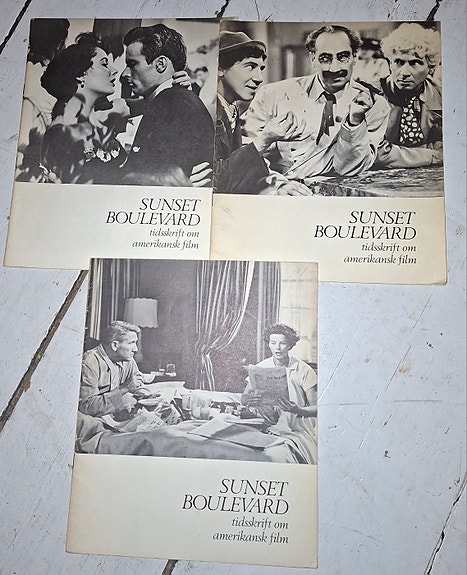 SUNSET
BOULEVARD
tidsskrift om
amerikansk film
SUNSET
BOULEVARD
tidsskrift om
amerikansk film
SUNSET
BOULEVARD
tidsskrift om
amerikansk film